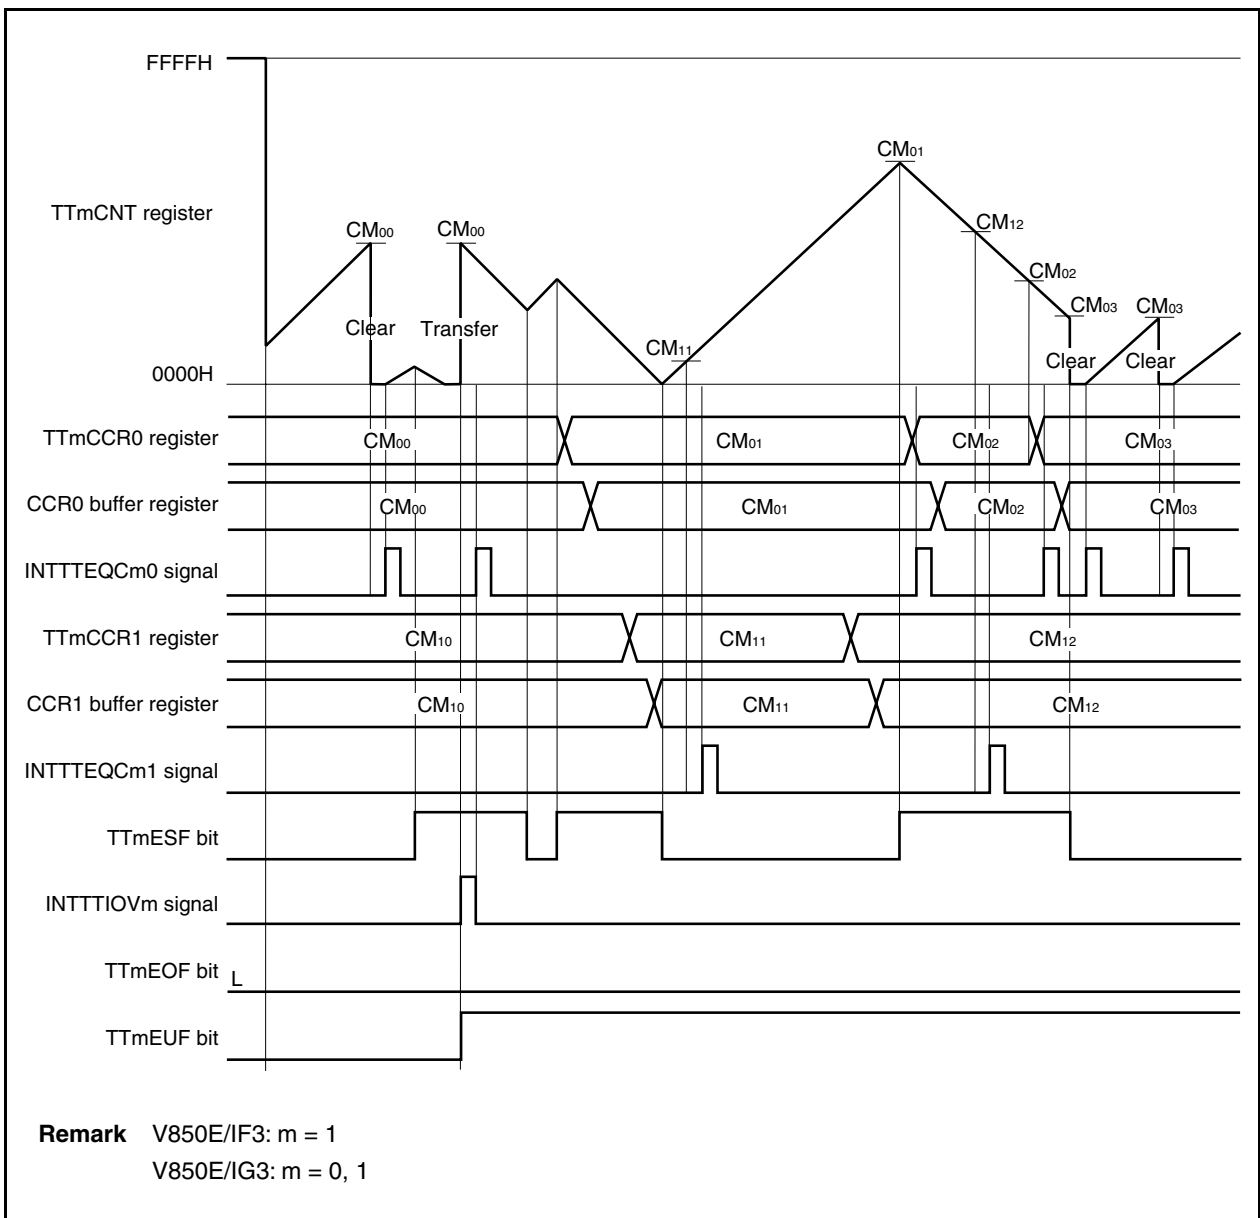 FFFFH
CM01
TTmCNT register
CM12
CM00
CM00
CM02
CM03
CM03
Clear
Transfer
CM11
Clear
Clear
0000H
TTmCCR0 register
CM00
CM01
CM02
CM03
CCR0 buffer register
CM00
CM01
CM02
CM03
INTTTEQCm0 signal
TTmCCR1 register
CM10
CM11
CM12
CCR1 buffer register
CM10
CM11
CM12
INTTTEQCm1 signal
TTmESF bit
INTTTIOVm signal
TTmEOF bit
L
TTmEUF bit
Remark V850E/IF3: m = 1
V850E/IG3: m = 0, 1